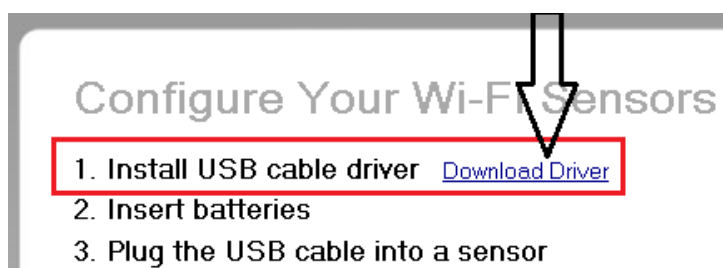 Configure Your Wi-Fi Sensors
1. Install USB cable driver Download Driver
2. Insert batteries
3. Plug the USB cable into a sensor